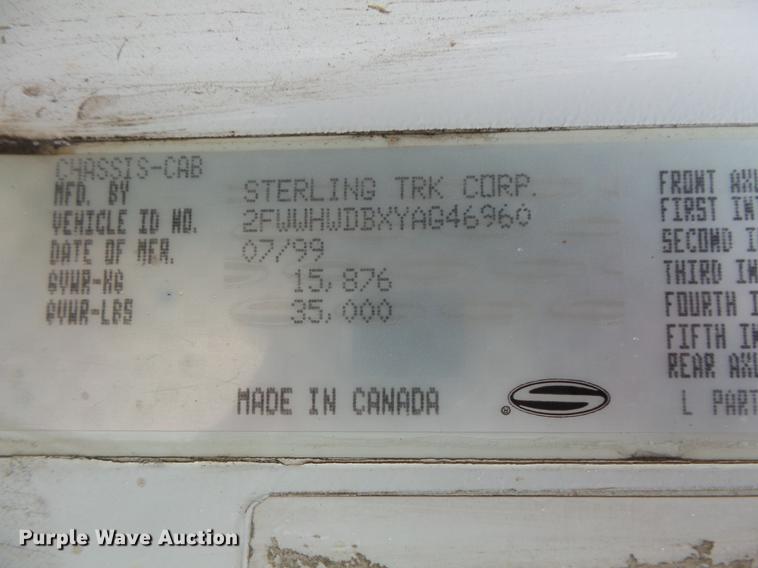 CHASSIS-CAB
MFD. BY STERLING TRK CORP.
VEHICLE ID NO. 2FWWHWDBXYAG46960
DATE OF MFR. 07/99
GVWR-KG 15,876
GVWR-LBS 35,000
MADE IN CANADA ®
FRONT AXL
FIRST INT
SECOND I
THIRD IN
FOURTH I
FIFTH IN
REAR AXL
L PART
Purple Wave Auction